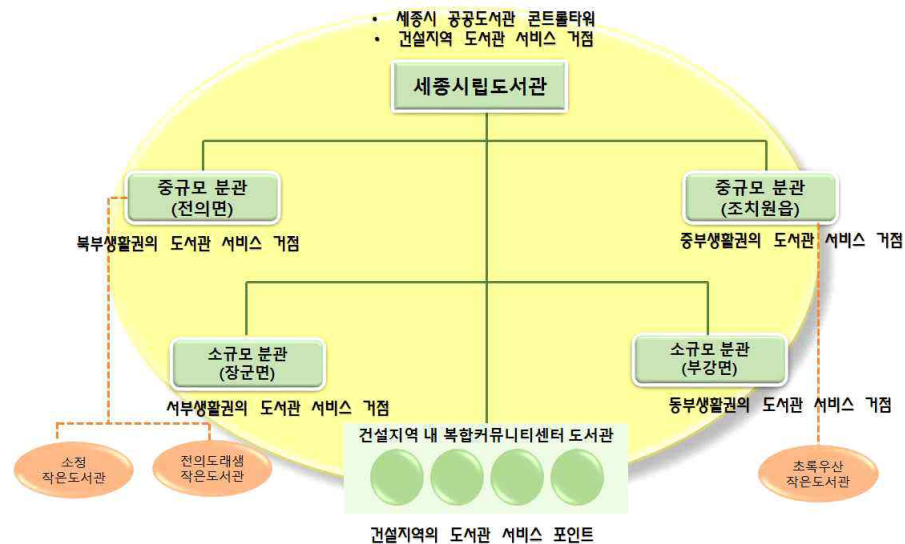 • 세종시 공공도서관 콘트롤타워
• 건설지역 도서관 서비스 거점
세종시립도서관
중규모 분관
(전의면)
북부생활권의 도서관 서비스 거점
중규모 분관
(조치원읍)
중부생활권의 도서관 서비스 거점
소규모 분관
(장군면)
서부생활권의 도서관 서비스 거점
소규모 분관
(부강면)
동부생활권의 도서관 서비스 거점
소정
작은도서관
전의도래샘
작은도서관
건설지역 내 복합커뮤니티센터 도서관
건설지역의 도서관 서비스 포인트
초록우산
작은도서관